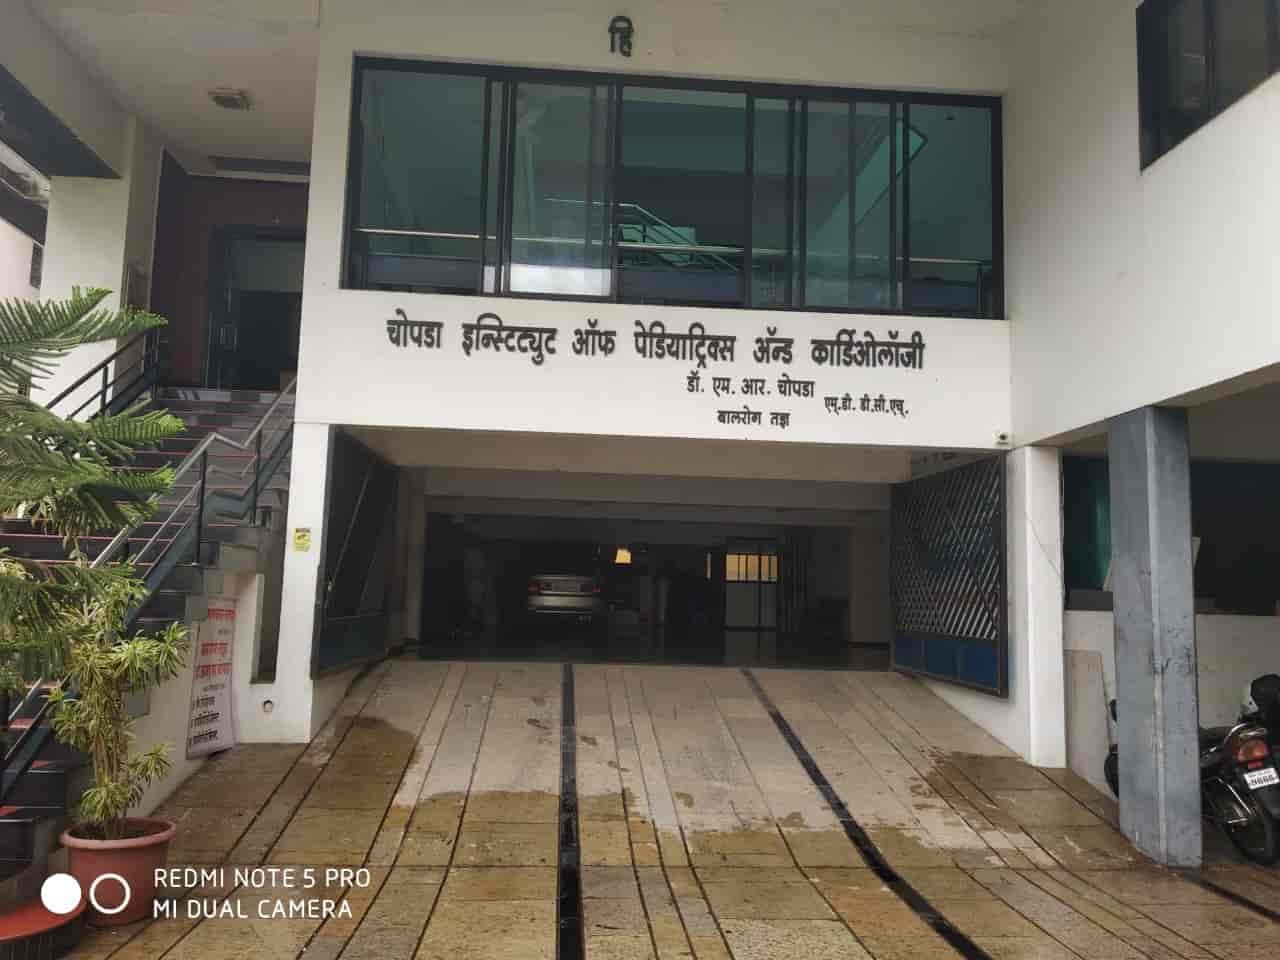 हि
चोपडा इन्स्टिट्युट ऑफ पेडियाट्रिक्स अ‍ॅन्ड कार्डिओलॉजी
डॉ. एम. आर. चोपडा
एम्.डी. डी.सी.एच्.
बालरोग तज्ञ
REDMI NOTE 5 PRO
MI DUAL CAMERA